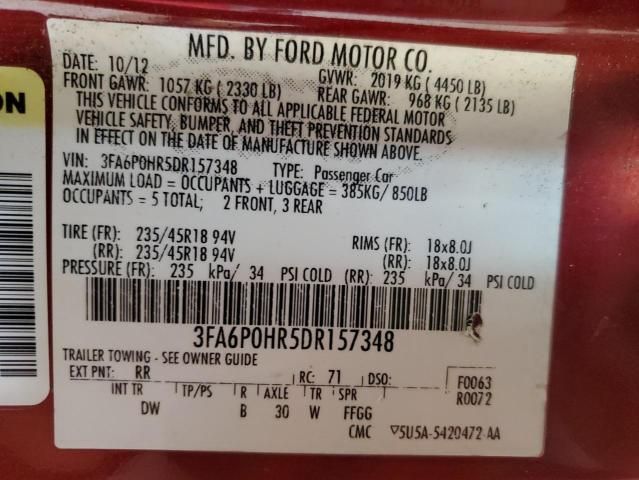 MFD. BY FORD MOTOR CO.
DATE: 10/12 GVWR: 2019 KG ( 4450 LB)
FRONT GAWR: 1057 KG ( 2330 LB) REAR GAWR: 968 KG ( 2135 LB)
THIS VEHICLE CONFORMS TO ALL APPLICABLE FEDERAL MOTOR
VEHICLE SAFETY, BUMPER, AND THEFT PREVENTION STANDARDS
IN EFFECT ON THE DATE OF MANUFACTURE SHOWN ABOVE.
VIN: 3FA6P0HR5DR157348 TYPE: Passenger Car
MAXIMUM LOAD = OCCUPANTS + LUGGAGE = 385KG/ 850LB
OCCUPANTS = 5 TOTAL; 2 FRONT, 3 REAR
TIRE (FR): 235/45R18 94V RIMS (FR): 18x8.0J
(RR): 235/45R18 94V (RR): 18x8.0J
PRESSURE (FR): 235 kPa/ 34 PSI COLD (RR): 235 kPa/ 34 PSI COLD
3FA6P0HR5DR157348
TRAILER TOWING - SEE OWNER GUIDE
EXT PNT: RR RC: 71 DSO: F0063
R0072
INT TR TP/PS R AXLE TR SPR
DW B 30 W FFGG
CMC ▽5U5A-5420472-AA
ON